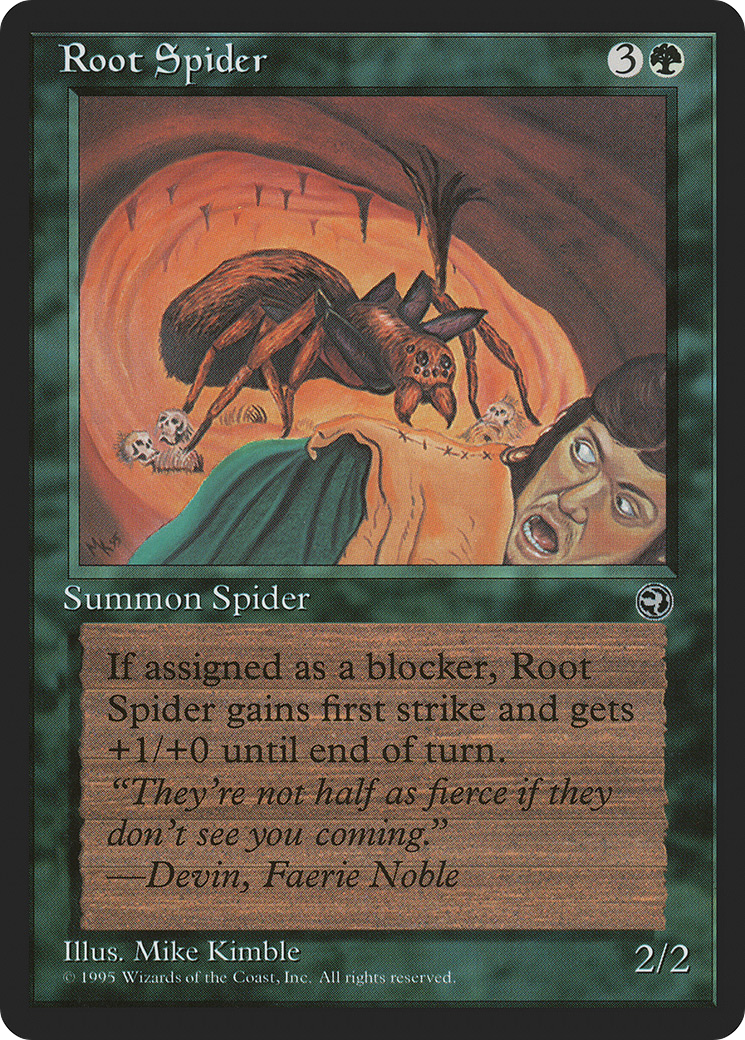 Root Spider
3
Summon Spider
If assigned as a blocker, Root
Spider gains first strike and gets
+1/+0 until end of turn.
“They’re not half as fierce if they
don’t see you coming.”
—Devin, Faerie Noble
MK95
Illus. Mike Kimble
© 1995 Wizards of the Coast, Inc. All rights reserved.
2/2